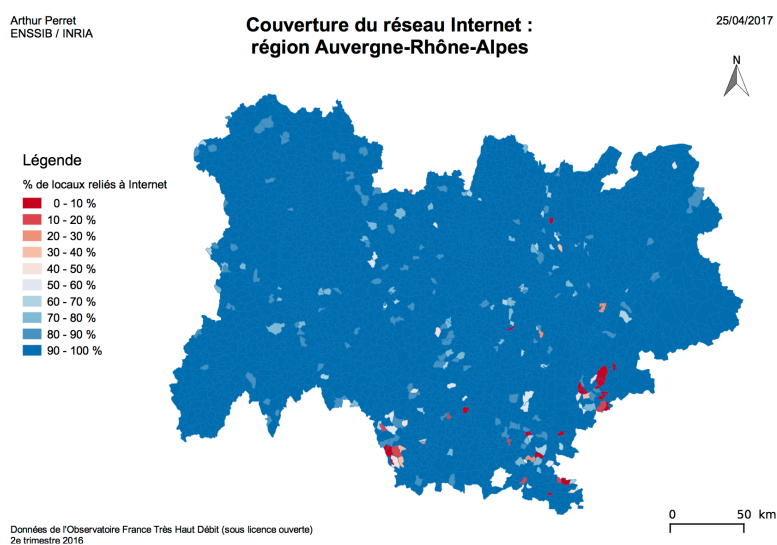 Arthur Perret
ENSSIB / INRIA
Couverture du réseau Internet :
région Auvergne-Rhône-Alpes
25/04/2017
N
Légende
% de locaux reliés à Internet
0 - 10 %
10 - 20 %
20 - 30 %
30 - 40 %
40 - 50 %
50 - 60 %
60 - 70 %
70 - 80 %
80 - 90 %
90 - 100 %
0 50 km
Données de l'Observatoire France Très Haut Débit (sous licence ouverte)
2e trimestre 2016